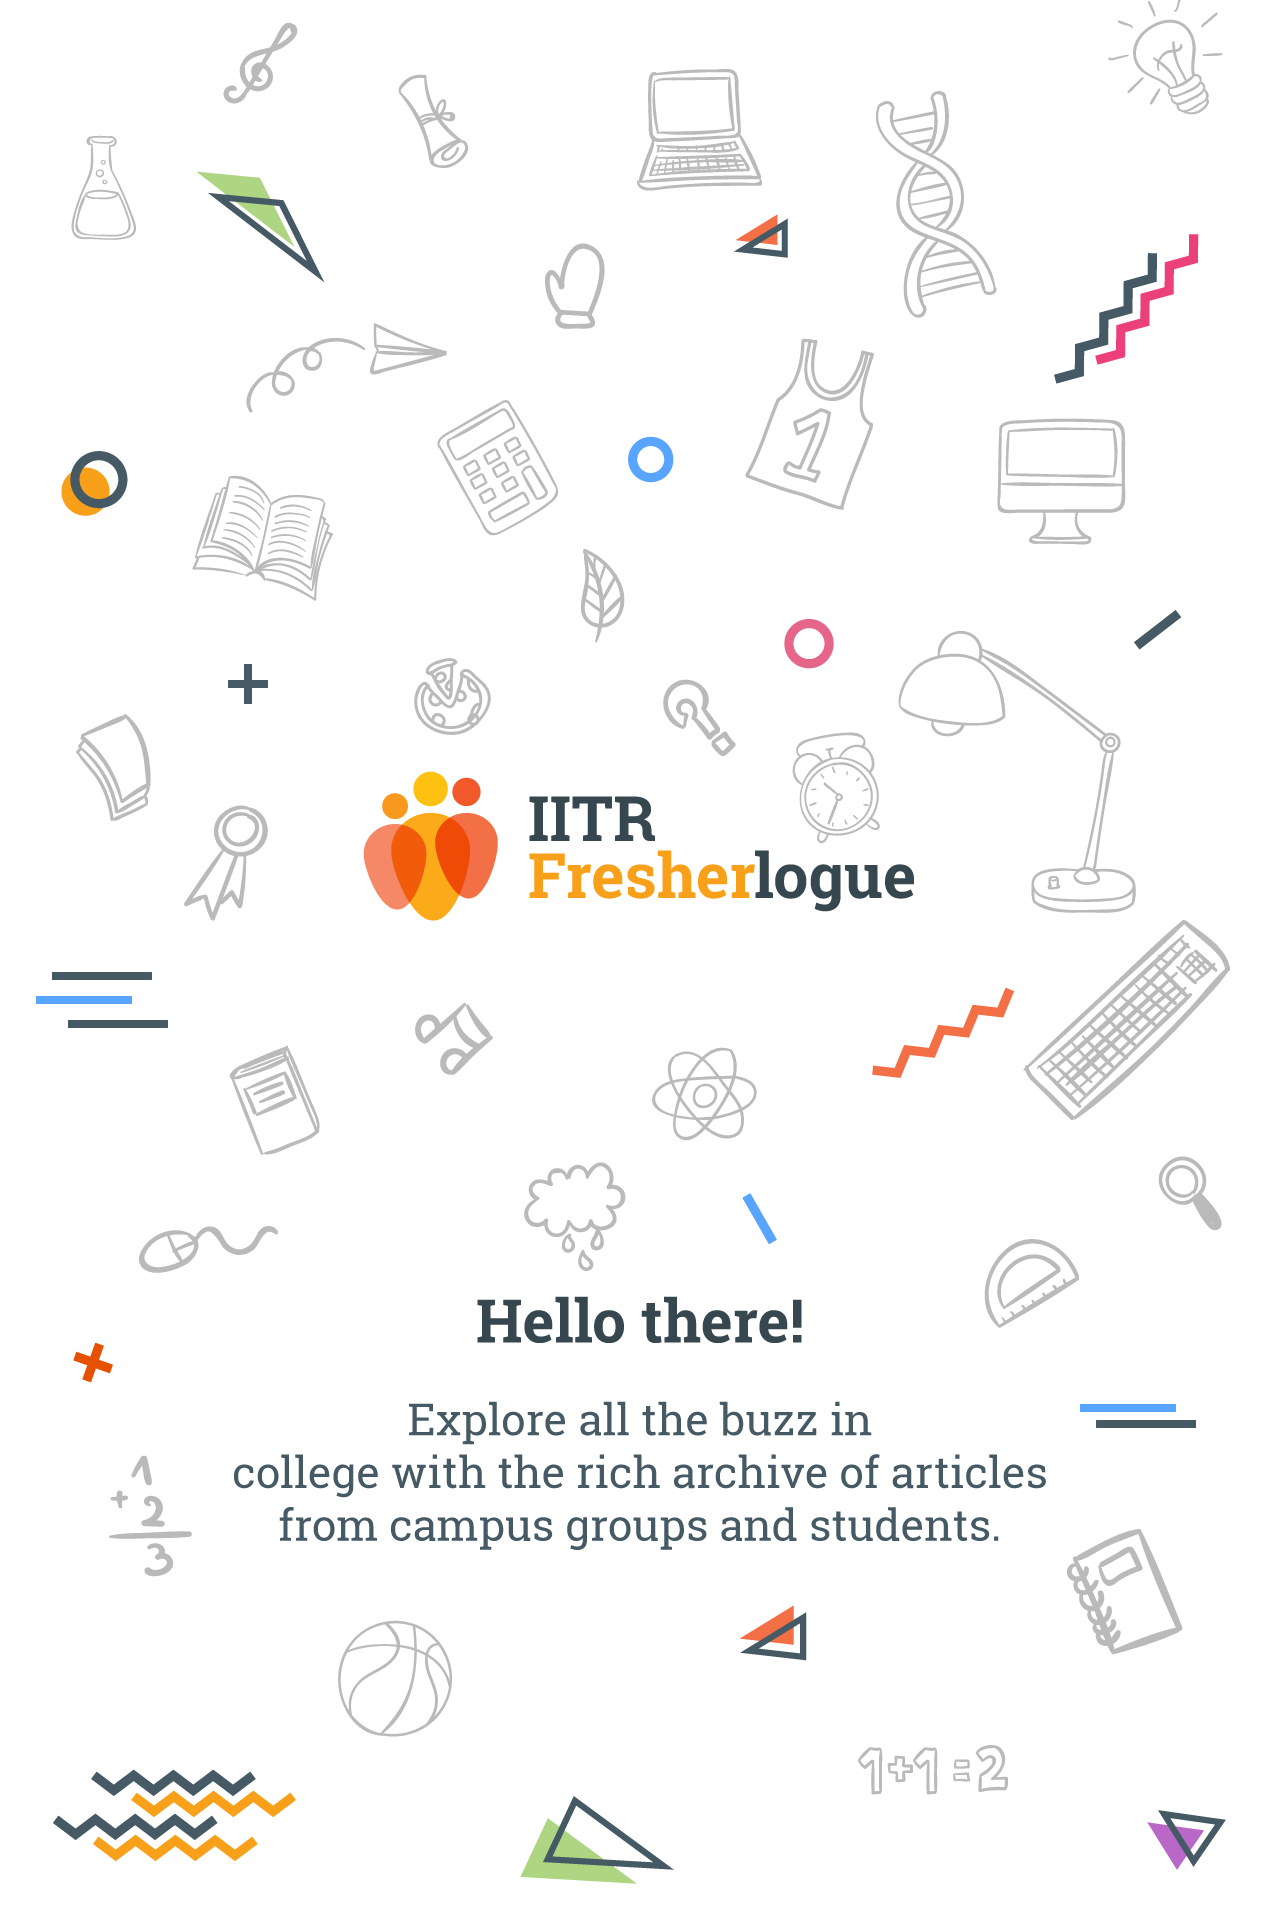 1
IITR
Fresherlogue
Hello there!
Explore all the buzz in
college with the rich archive of articles
from campus groups and students.
1
+2
3
1+1=2